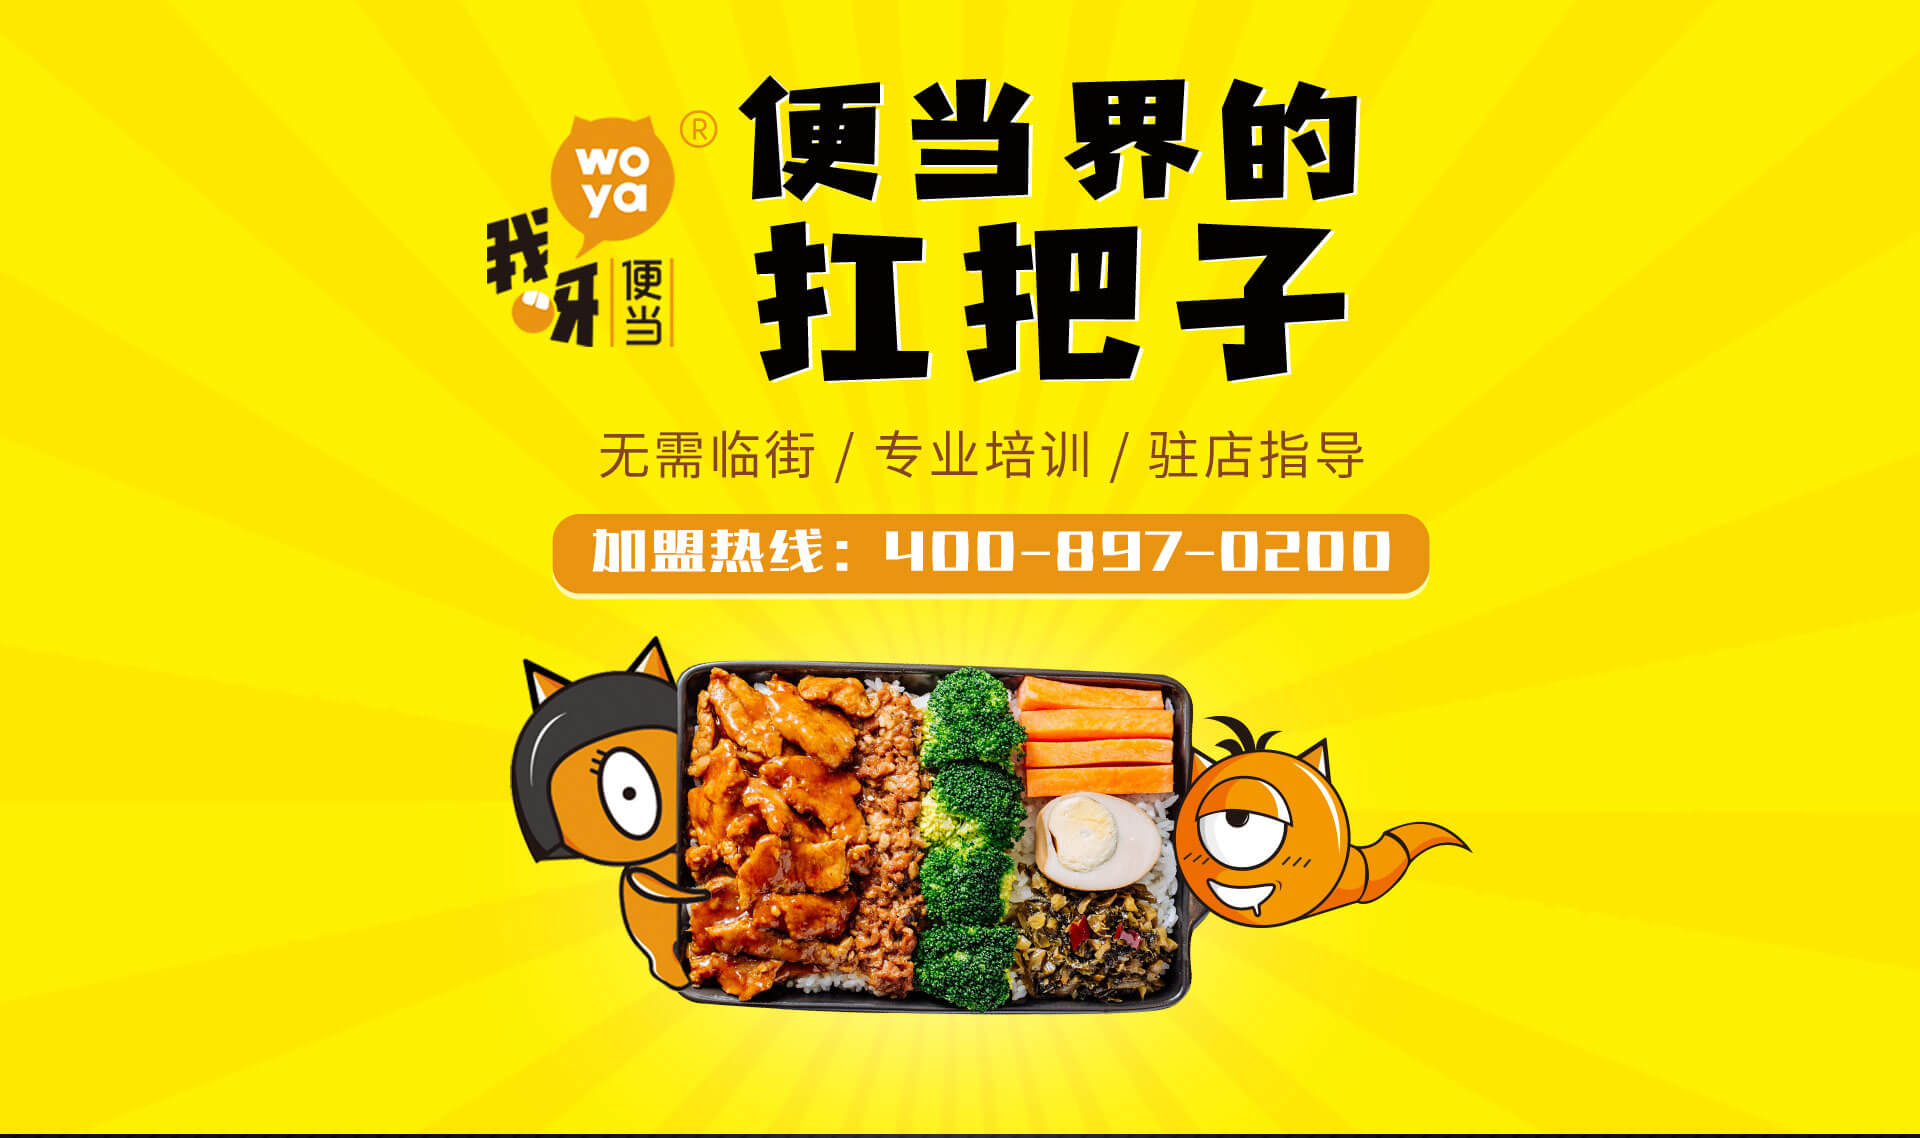 wo
ya
®
我呀
便当
便当界的
扛把子
无需临街 / 专业培训 / 驻店指导
加盟热线：400-897-0200